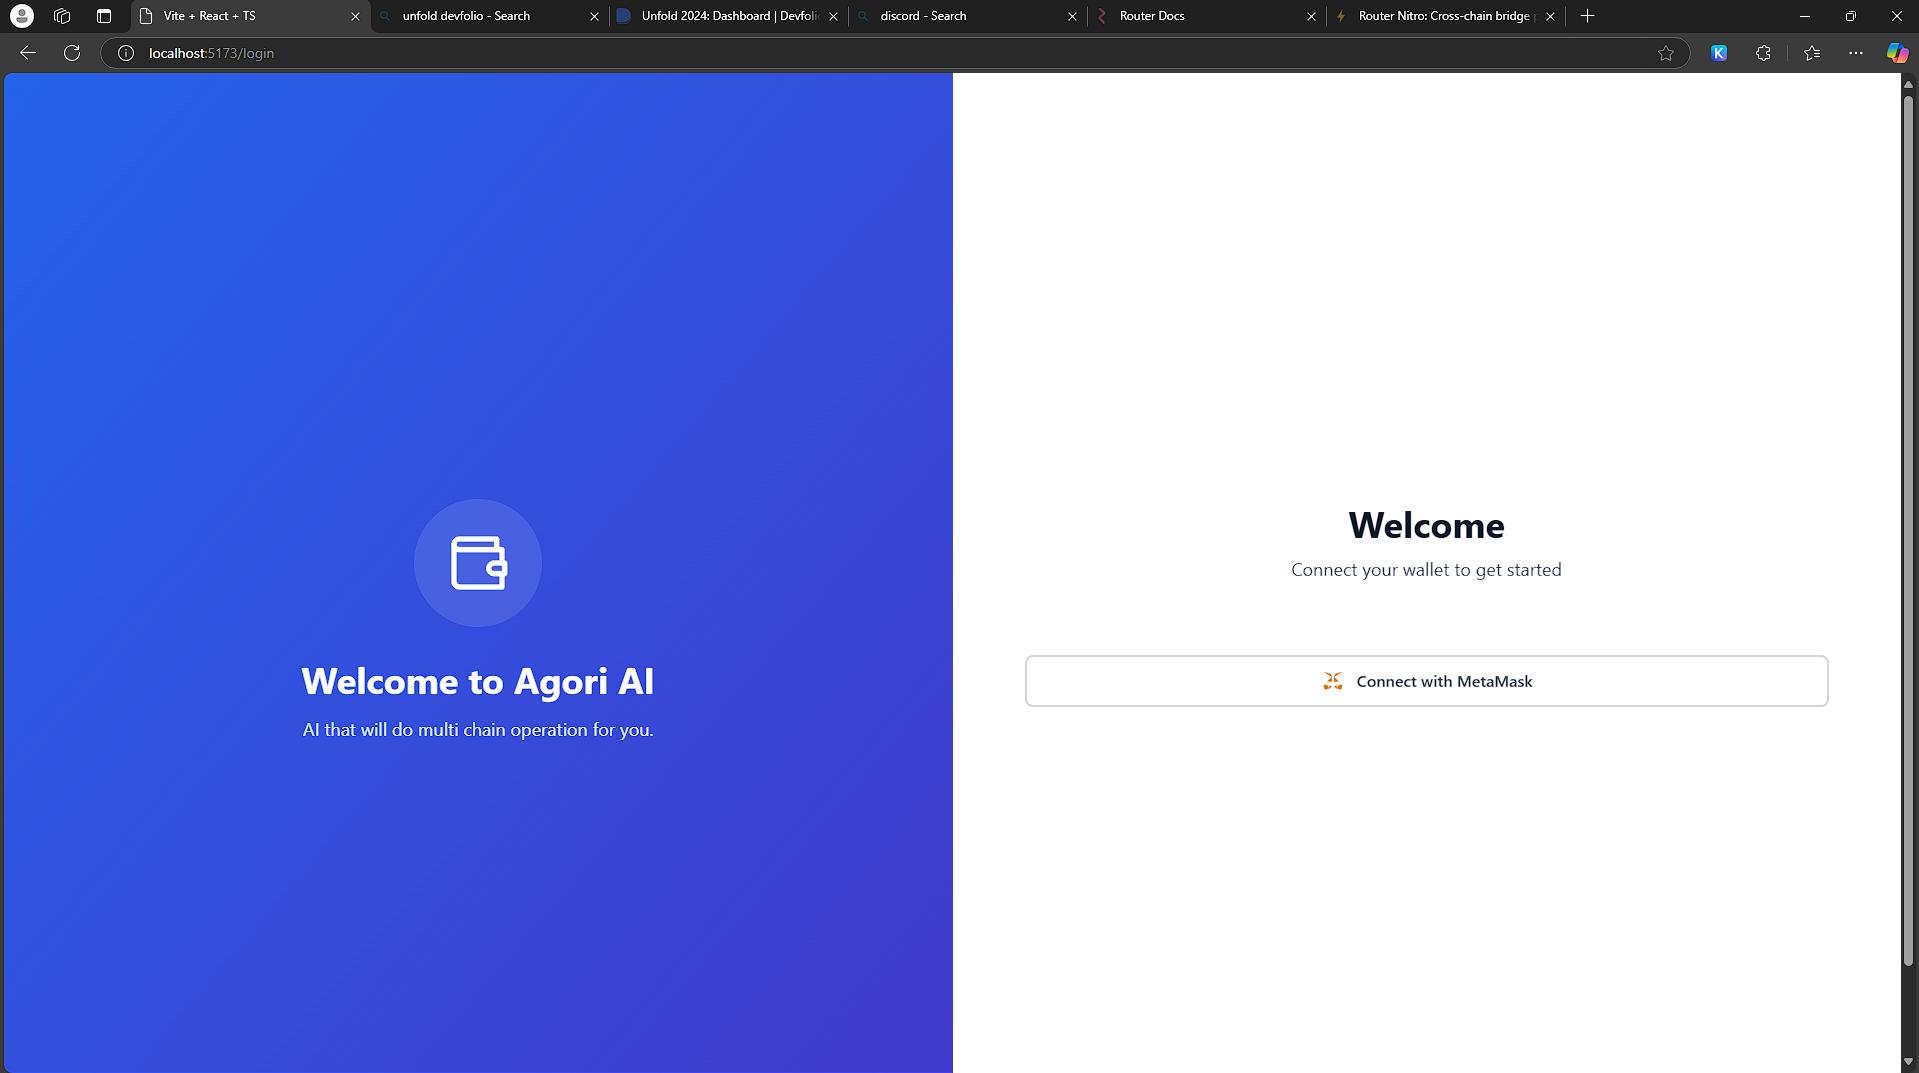 Vite + React + TS
unfold devfolio - Search
Unfold 2024: Dashboard | Devfoli
discord - Search
Router Docs
Router Nitro: Cross-chain bridge
localhost:5173/login
K
Welcome to Agori AI
AI that will do multi chain operation for you.
Welcome
Connect your wallet to get started
Connect with MetaMask